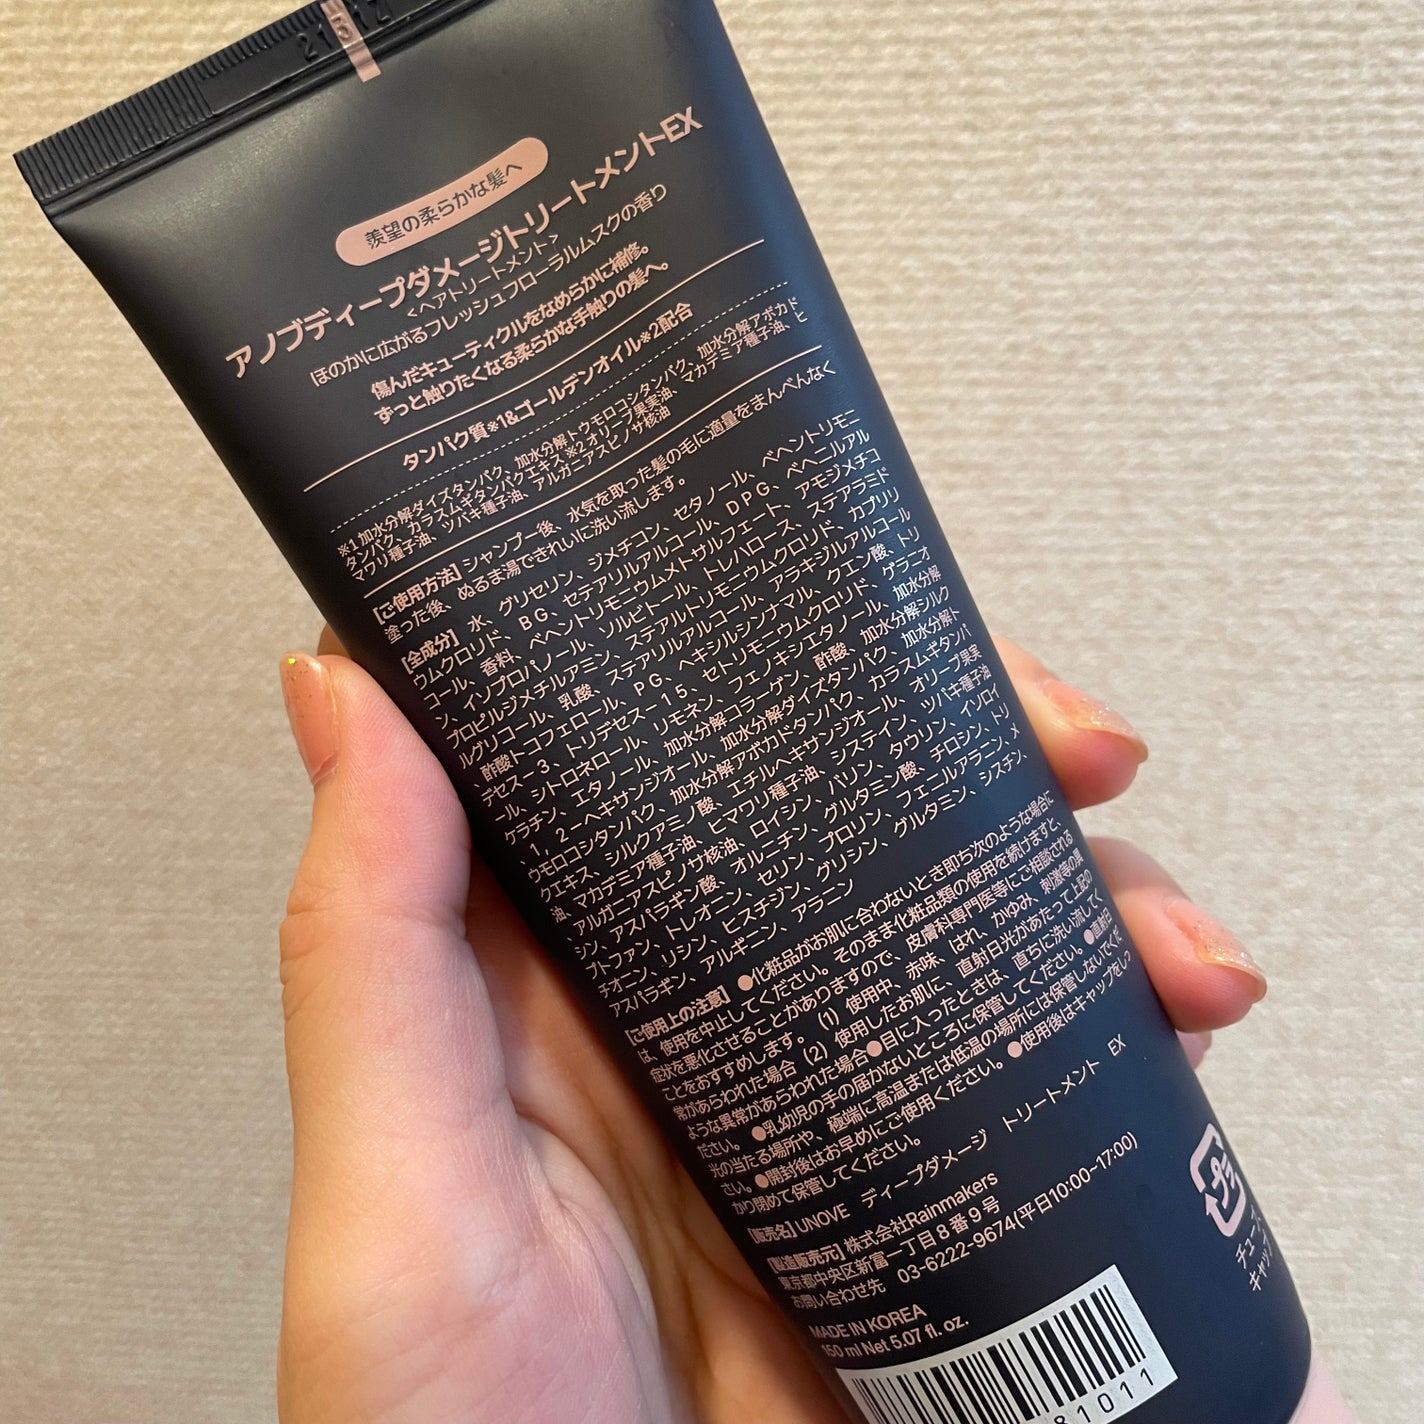 羨望の柔らかな髪へ
アノブディープダメージトリートメントEX
<ヘアトリートメント>
ほのかに広がるフレッシュフローラルムスクの香り
傷んだキューティクルをなめらかに補修。
ずっと触りたくなる柔らかな手触りの髪へ。
タンパク質※1&ゴールデンオイル※2配合
※1 加水分解ダイズタンパク、加水分解トウモロコシタンパク、加水分解アボカド
タンパク、カラスムギタンパクエキス ※2 オリーブ果実油、マカデミア種子油、ヒ
マワリ種子油、ツバキ種子油、アルガニアスピノサ核油
【ご使用方法】シャンプー後、水気を取った髪の毛に適量をまんべんなく
塗った後、ぬるま湯できれいに洗い流します。
【全成分】 水、グリセリン、ジメチコン、セタノール、ベヘントリモニ
ウムクロリド、BG、ステアリルアルコール、DPG、ベヘニルアル
コール、香料、ベヘントリモニウムメトサルフェート、アモジメチコ
ン、イソプロパノール、ソルビトール、トレハロース、ステアラミド
プロピルジメチルアミン、ステアルトリモニウムクロリド、カプリリ
ルグリコール、乳酸、ステアリルアルコール、アラキジルアルコール
、酢酸トコフェロール、PG、ヘキシルシンナマル、クエン酸、トリ
デセス-3、トリデセス-15、セトリモニウムクロリド、ゲラニオ
ール、シトロネロール、リモネン、フェノキシエタノール、加水分解
ケラチン、エタノール、加水分解コラーゲン、酢酸、加水分解シルク
、1,2-ヘキサンジオール、加水分解ダイズタンパク、加水分解ト
ウモロコシタンパク、加水分解アボカドタンパク、カラスムギタンパ
クエキス、シルクアミノ酸、エチルヘキサンジオール、オリーブ果実
油、マカデミア種子油、ヒマワリ種子油、システイン、ツバキ種子油
、アルガニアスピノサ核油、ロイシン、バリン、タウリン、イソロイ
シン、アスパラギン酸、オルニチン、グルタミン酸、チロシン、トリ
プトファン、トレオニン、セリン、プロリン、フェニルアラニン、メ
チオニン、リシン、ヒスチジン、グリシン、グルタミン、シスチン、
アスパラギン、アルギニン、アラニン
【ご使用上の注意】 ●化粧品がお肌に合わないとき即ち次のような場合に
は、使用を中止してください。そのまま化粧品類の使用を続けますと、
症状を悪化させることがありますので、皮膚科専門医等にご相談される
ことをおすすめします。(1) 使用中、赤味、はれ、かゆみ、刺激等の異
常があらわれた場合 (2) 使用したお肌に、直射日光があたって上記の
ような異常があらわれた場合●目に入ったときは、直ちに洗い流してく
ださい。 ●乳幼児の手の届かないところに保管してください。●直射日
光の当たる場所や、極端に高温または低温の場所には保管しないでくだ
さい。●開封後はお早めにご使用ください。 ●使用後はキャップをしっ
かり閉めて保管してください。
【販売名】UNOVE ディープダメージ トリートメント EX
【製造販売元】株式会社Rainmakers
東京都中央区新富一丁目8番9号
お問い合わせ先 03-6222-9674(平日10:00~17:00)
MADE IN KOREA
150 ml Net 5.07 fl. oz.
81011
プラ